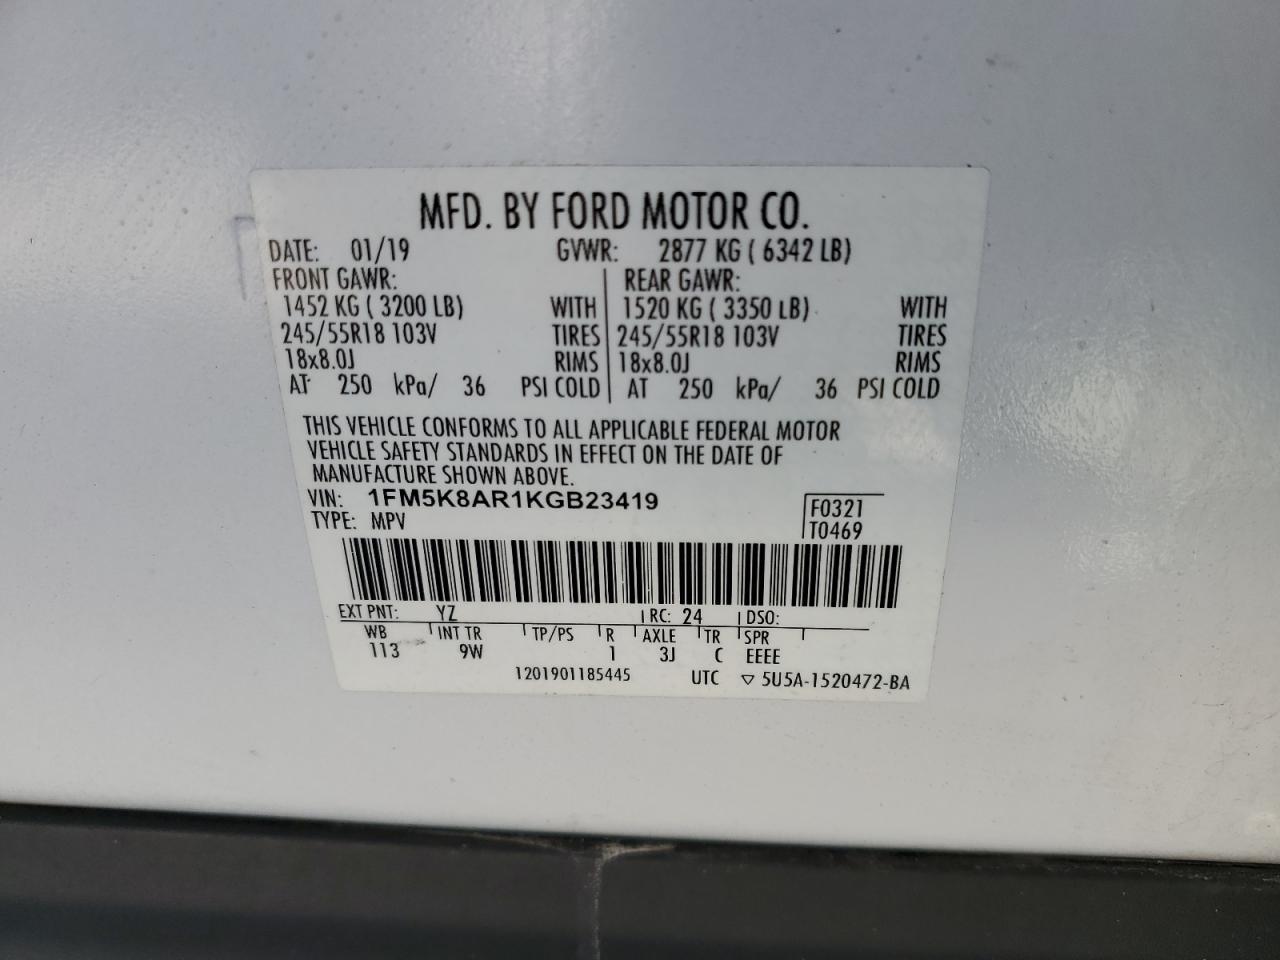 MFD. BY FORD MOTOR CO.
DATE: 01/19 GVWR: 2877 KG ( 6342 LB)
FRONT GAWR: REAR GAWR:
1452 KG ( 3200 LB) WITH 1520 KG ( 3350 LB) WITH
245/55R18 103V TIRES 245/55R18 103V TIRES
18x8.0J RIMS 18x8.0J RIMS
AT 250 kPa/ 36 PSI COLD AT 250 kPa/ 36 PSI COLD
THIS VEHICLE CONFORMS TO ALL APPLICABLE FEDERAL MOTOR
VEHICLE SAFETY STANDARDS IN EFFECT ON THE DATE OF
MANUFACTURE SHOWN ABOVE.
VIN: 1FM5K8AR1KGB23419 F0321
TYPE: MPV T0469
EXT PNT: YZ RC: 24 DSO:
WB INT TR TP/PS R AXLE TR SPR
113 9W 1 3J C EEEE
1201901185445 UTC ▽ 5U5A-1520472-BA